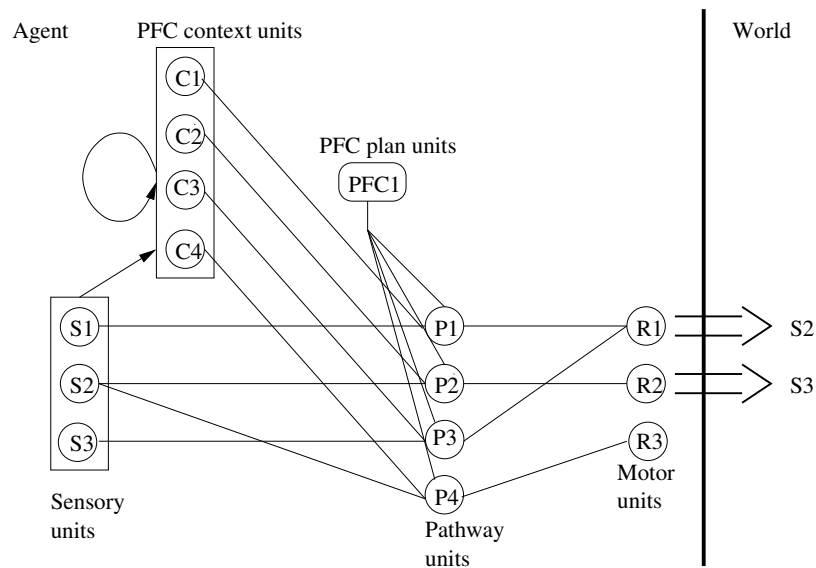 Agent
PFC context units
World
C1
C2
PFC plan units
C3
PFC1
C4
S1
P1
R1
S2
S2
P2
R2
S3
S3
P3
R3
P4
Motor
units
Sensory
units
Pathway
units